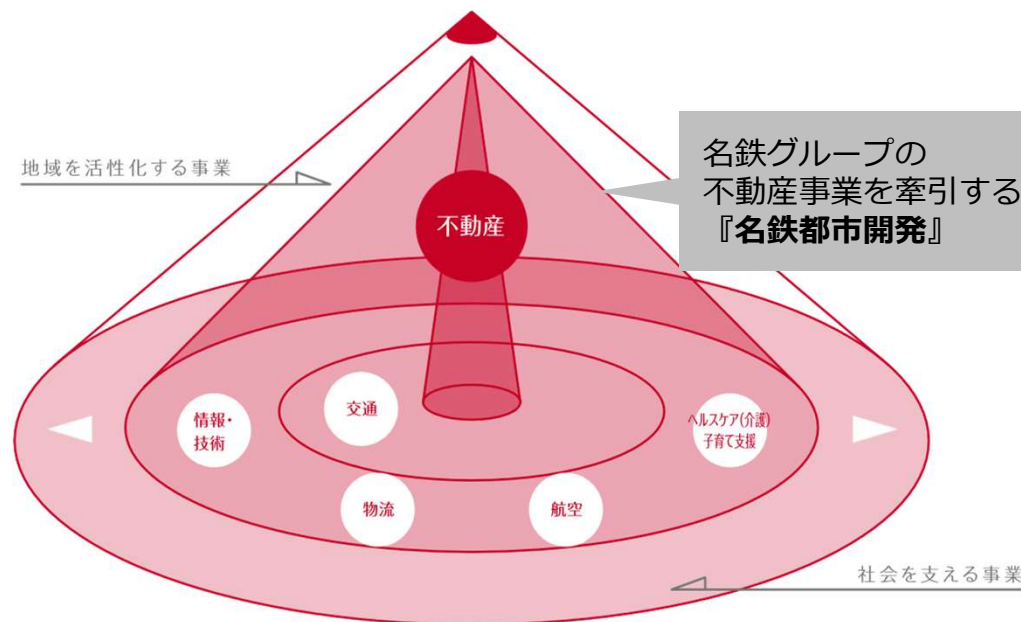 地域を活性化する事業
名鉄グループの
不動産事業を牽引する
『名鉄都市開発』
不動産
情報・
技術
交通
ヘルスケア(介護)
子育て支援
物流
航空
社会を支える事業